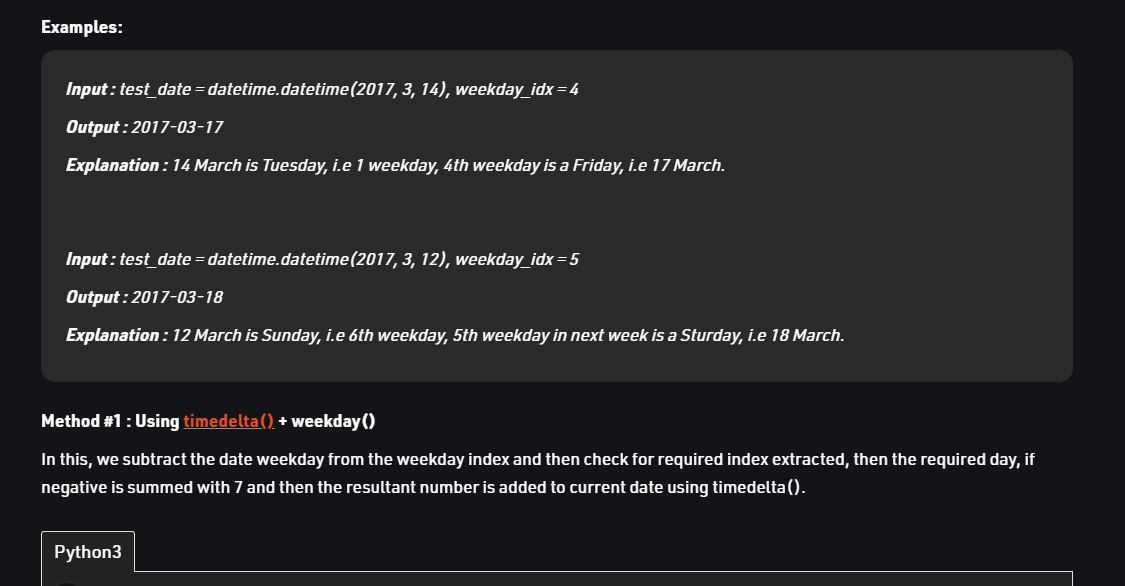 Examples:
Input : test_date = datetime.datetime(2017, 3, 14), weekday_idx = 4
Output : 2017-03-17
Explanation : 14 March is Tuesday, i.e 1 weekday, 4th weekday is a Friday, i.e 17 March.
Input : test_date = datetime.datetime(2017, 3, 12), weekday_idx = 5
Output : 2017-03-18
Explanation : 12 March is Sunday, i.e 6th weekday, 5th weekday in next week is a Sturday, i.e 18 March.
Method #1 : Using timedelta() + weekday()
In this, we subtract the date weekday from the weekday index and then check for required index extracted, then the required day, if
negative is summed with 7 and then the resultant number is added to current date using timedelta().
Python3